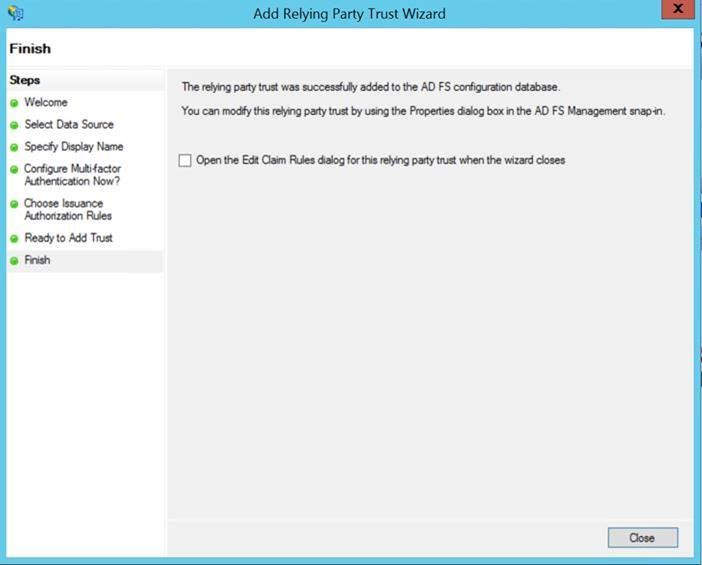 Add Relying Party Trust Wizard
X
Finish
Steps
Welcome
Select Data Source
Specify Display Name
Configure Multi-factor
Authentication Now?
Choose Issuance
Authorization Rules
Ready to Add Trust
Finish
The relying party trust was successfully added to the AD FS configuration database.
You can modify this relying party trust by using the Properties dialog box in the AD FS Management snap-in.
Open the Edit Claim Rules dialog for this relying party trust when the wizard closes
Close